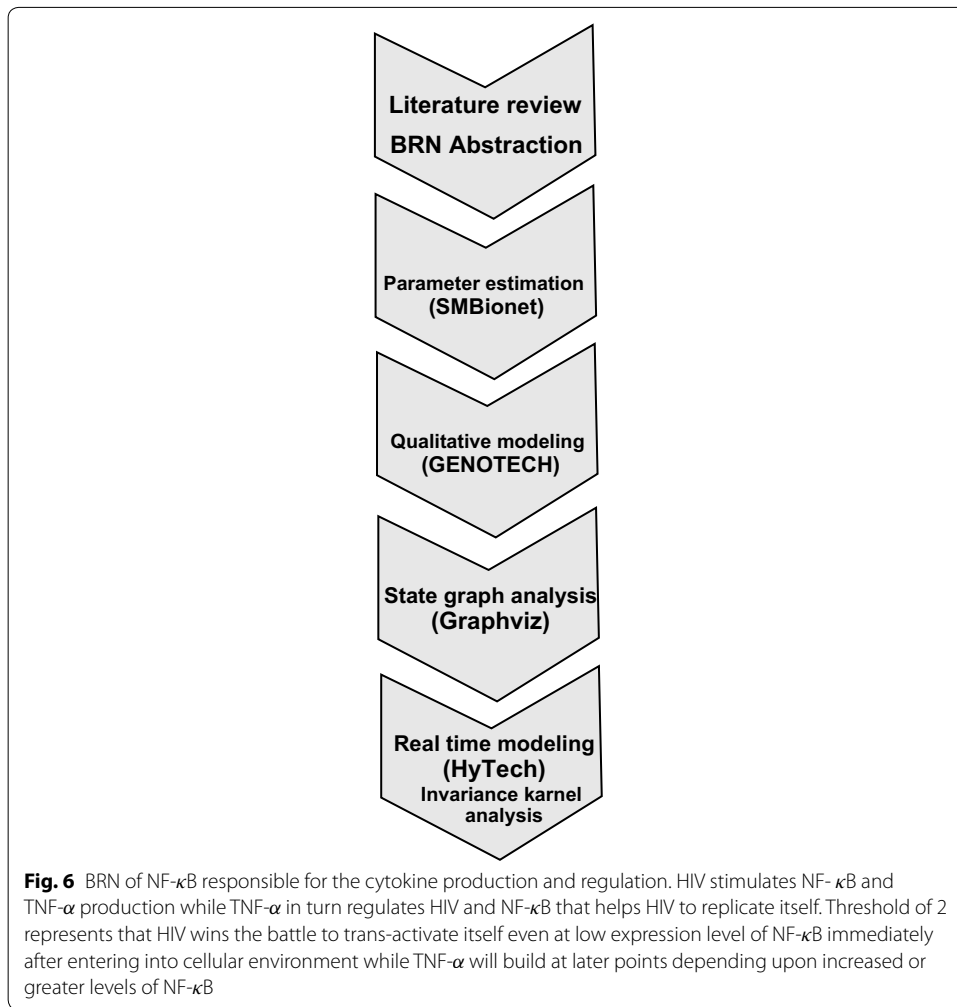 Literature review
BRN Abstraction
Parameter estimation
(SMBionet)
Qualitative modeling
(GENOTECH)
State graph analysis
(Graphviz)
Real time modeling
(HyTech)
Invariance karnel
analysis
Fig. 6 BRN of NF-κB responsible for the cytokine production and regulation. HIV stimulates NF- κB and
TNF-α production while TNF-α in turn regulates HIV and NF-κB that helps HIV to replicate itself. Threshold of 2
represents that HIV wins the battle to trans-activate itself even at low expression level of NF-κB immediately
after entering into cellular environment while TNF-α will build at later points depending upon increased or
greater levels of NF-κB